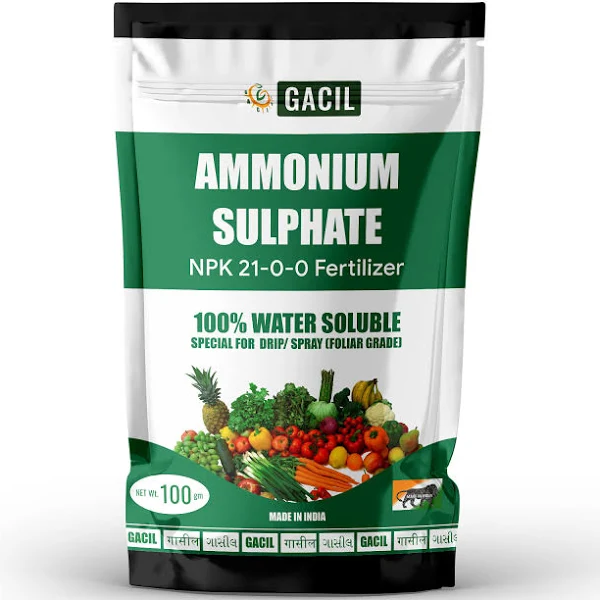 GACIL
AMMONIUM
SULPHATE
NPK 21-0-0 Fertilizer
100% WATER SOLUBLE
SPECIAL FOR DRIP/ SPRAY (FOLIAR GRADE)
NET WT. 100 gm
MADE IN INDIA
GACIL गासील ગાસીલ GACIL गासील ગાસીલ GACIL गासील ગાસીલ